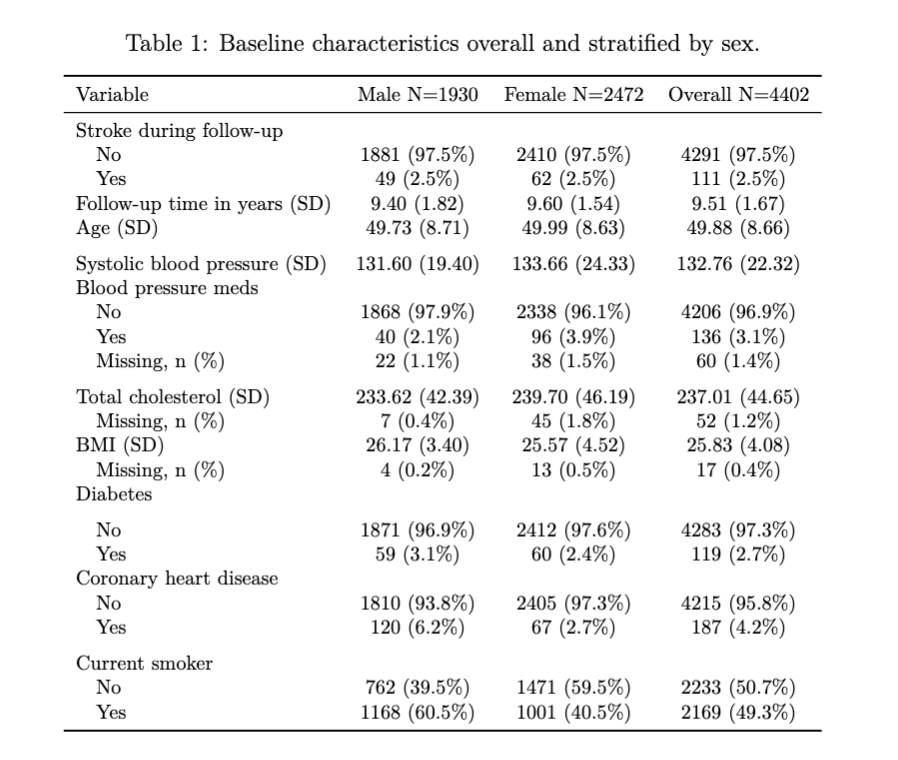 Table 1: Baseline characteristics overall and stratified by sex.
Variable Male N=1930 Female N=2472 Overall N=4402
Stroke during follow-up
No 1881 (97.5%) 2410 (97.5%) 4291 (97.5%)
Yes 49 (2.5%) 62 (2.5%) 111 (2.5%)
Follow-up time in years (SD) 9.40 (1.82) 9.60 (1.54) 9.51 (1.67)
Age (SD) 49.73 (8.71) 49.99 (8.63) 49.88 (8.66)
Systolic blood pressure (SD) 131.60 (19.40) 133.66 (24.33) 132.76 (22.32)
Blood pressure meds
No 1868 (97.9%) 2338 (96.1%) 4206 (96.9%)
Yes 40 (2.1%) 96 (3.9%) 136 (3.1%)
Missing, n (%) 22 (1.1%) 38 (1.5%) 60 (1.4%)
Total cholesterol (SD) 233.62 (42.39) 239.70 (46.19) 237.01 (44.65)
Missing, n (%) 7 (0.4%) 45 (1.8%) 52 (1.2%)
BMI (SD) 26.17 (3.40) 25.57 (4.52) 25.83 (4.08)
Missing, n (%) 4 (0.2%) 13 (0.5%) 17 (0.4%)
Diabetes
No 1871 (96.9%) 2412 (97.6%) 4283 (97.3%)
Yes 59 (3.1%) 60 (2.4%) 119 (2.7%)
Coronary heart disease
No 1810 (93.8%) 2405 (97.3%) 4215 (95.8%)
Yes 120 (6.2%) 67 (2.7%) 187 (4.2%)
Current smoker
No 762 (39.5%) 1471 (59.5%) 2233 (50.7%)
Yes 1168 (60.5%) 1001 (40.5%) 2169 (49.3%)